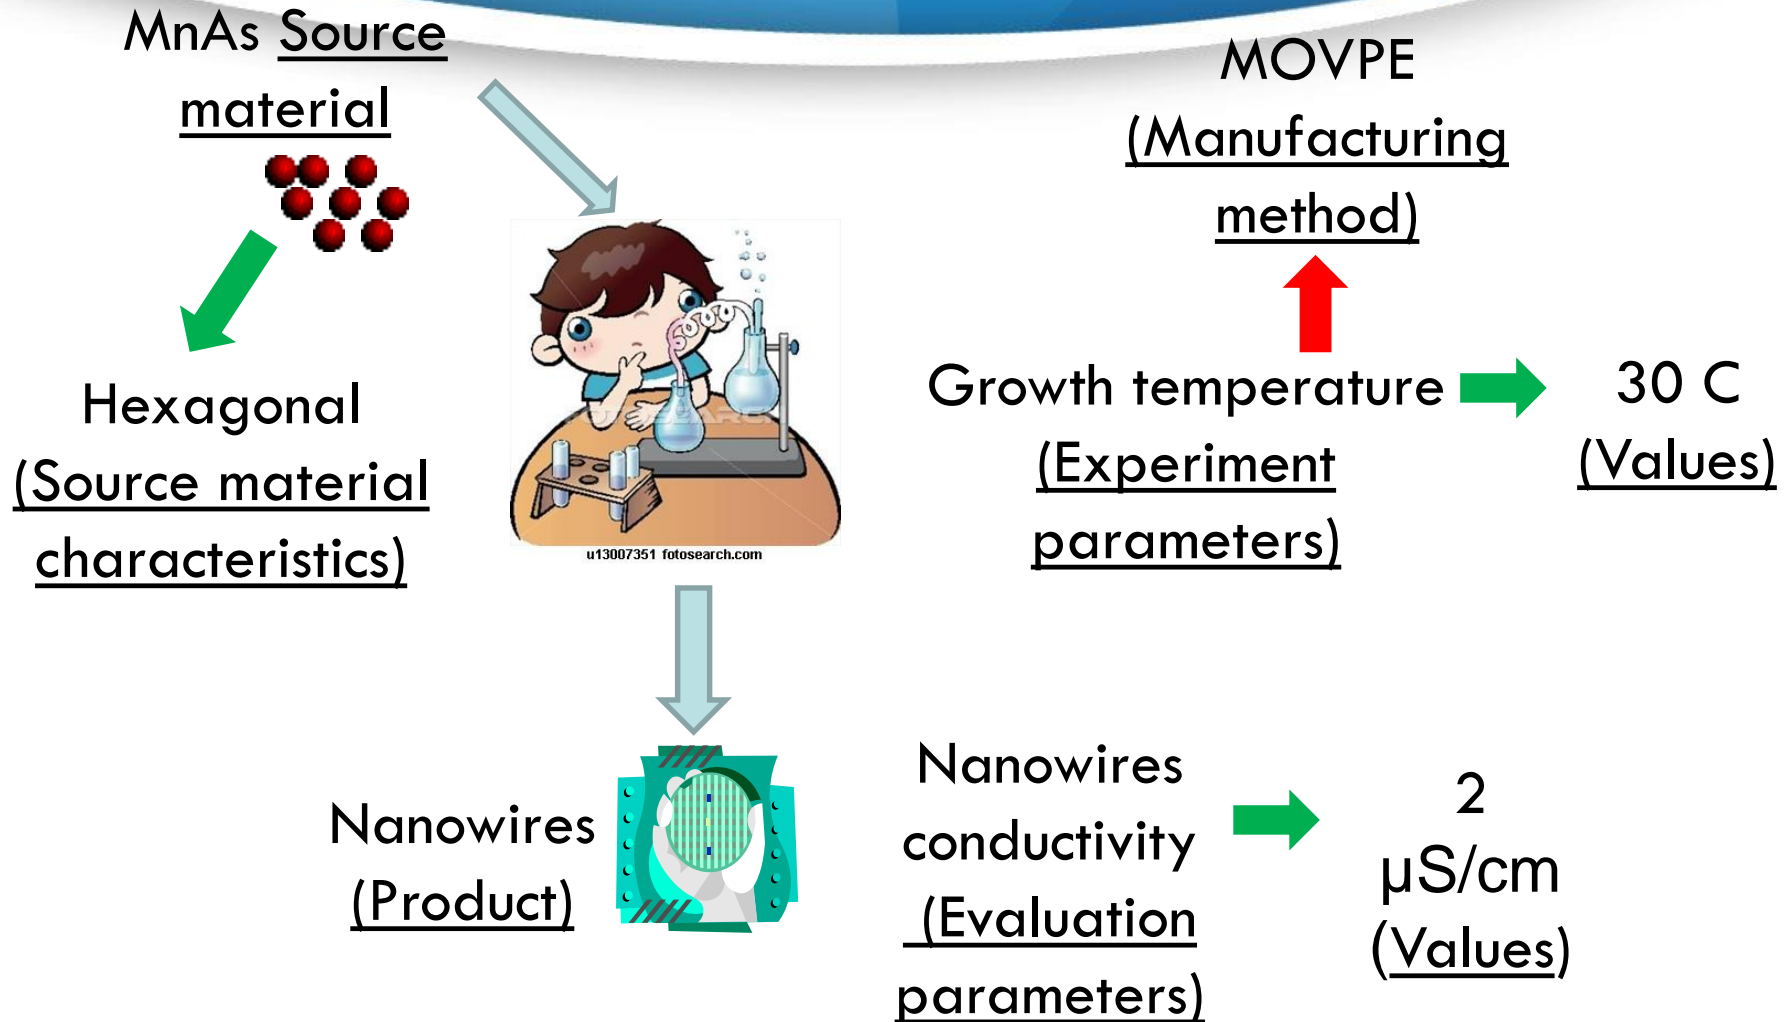 MnAs Source
material
MOVPE
(Manufacturing
method)
Hexagonal
(Source material
characteristics)
FOTOSEARCH
u13007351 fotosearch.com
Growth temperature
(Experiment
parameters)
30 C
(Values)
Nanowires
(Product)
Nanowires
conductivity
(Evaluation
parameters)
2
µS/cm
(Values)